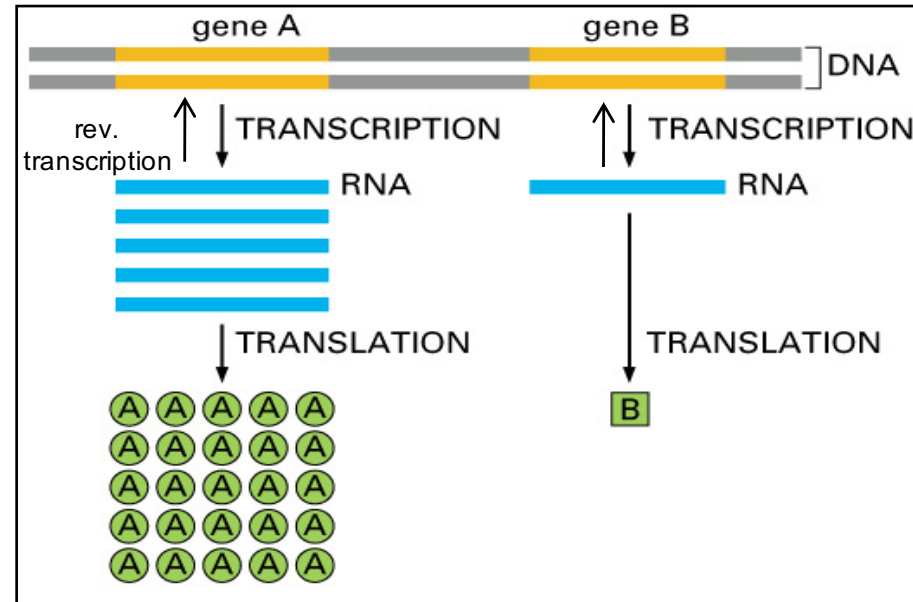 gene A
gene B
DNA
rev.
transcription
TRANSCRIPTION
TRANSCRIPTION
RNA
RNA
TRANSLATION
TRANSLATION
A A A A A
B
A A A A A
A A A A A
A A A A A
A A A A A